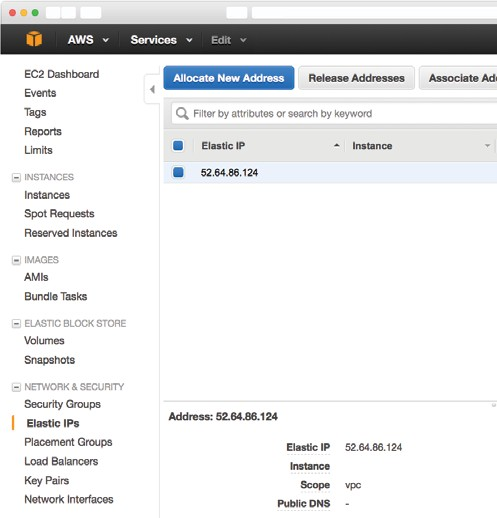 AWS Services Edit
EC2 Dashboard
Events
Tags
Reports
Limits
INSTANCES
Instances
Spot Requests
Reserved Instances
IMAGES
AMIs
Bundle Tasks
ELASTIC BLOCK STORE
Volumes
Snapshots
NETWORK & SECURITY
Security Groups
Elastic IPs
Placement Groups
Load Balancers
Key Pairs
Network Interfaces
Allocate New Address Release Addresses Associate Ad
Filter by attributes or search by keyword
Elastic IP Instance
52.64.86.124
Address: 52.64.86.124
Elastic IP 52.64.86.124
Instance
Scope vpc
Public DNS -